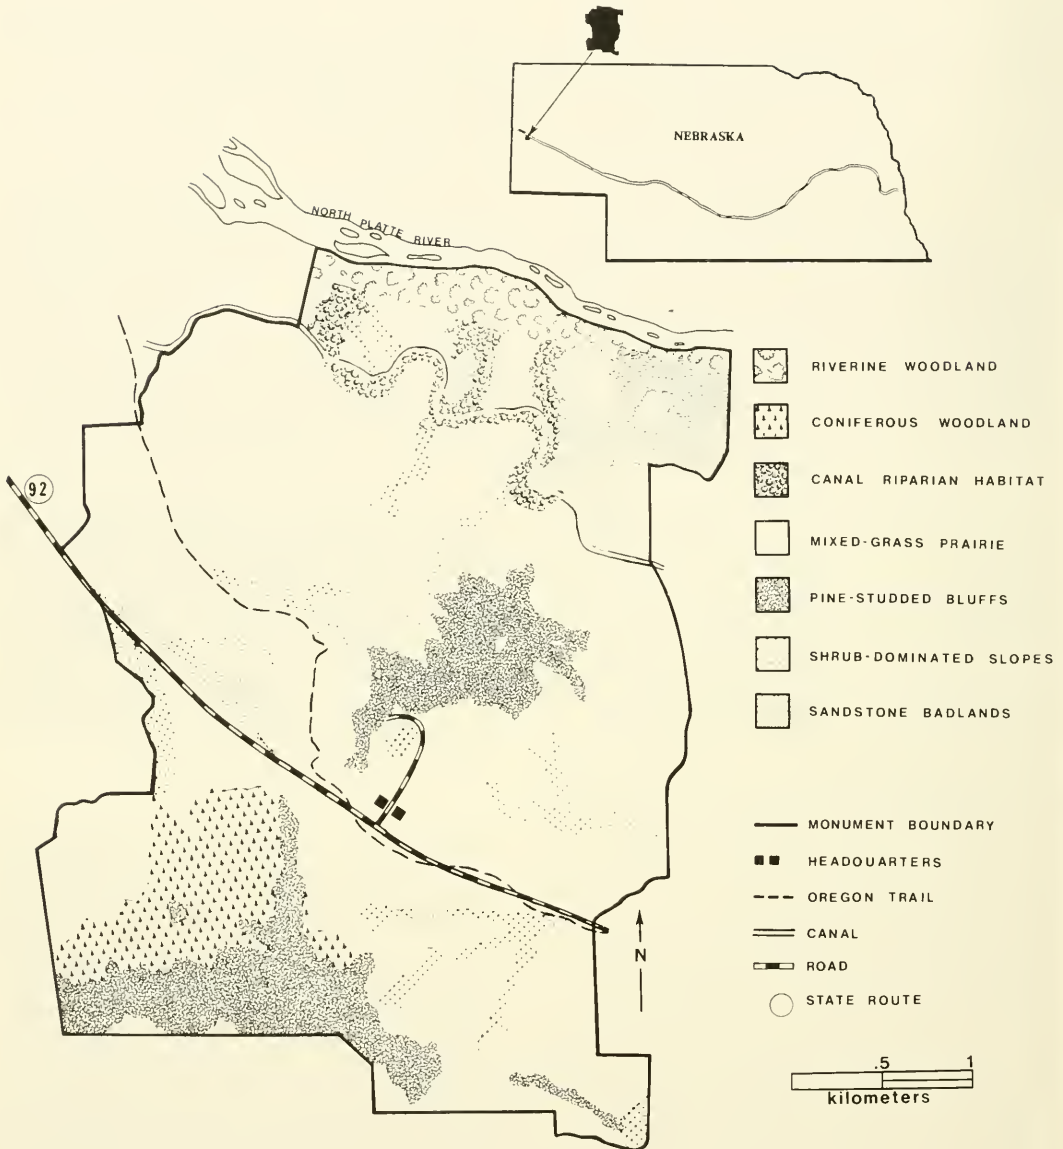 NEBRASKA
NORTH PLATTE RIVER
92
RIVERINE WOODLAND
CONIFEROUS WOODLAND
CANAL RIPARIAN HABITAT
MIXED-GRASS PRAIRIE
PINE-STUDDED BLUFFS
SHRUB-DOMINATED SLOPES
SANDSTONE BADLANDS
MONUMENT BOUNDARY
HEADQUARTERS
OREGON TRAIL
CANAL
ROAD
STATE ROUTE
N
.5 1
kilometers